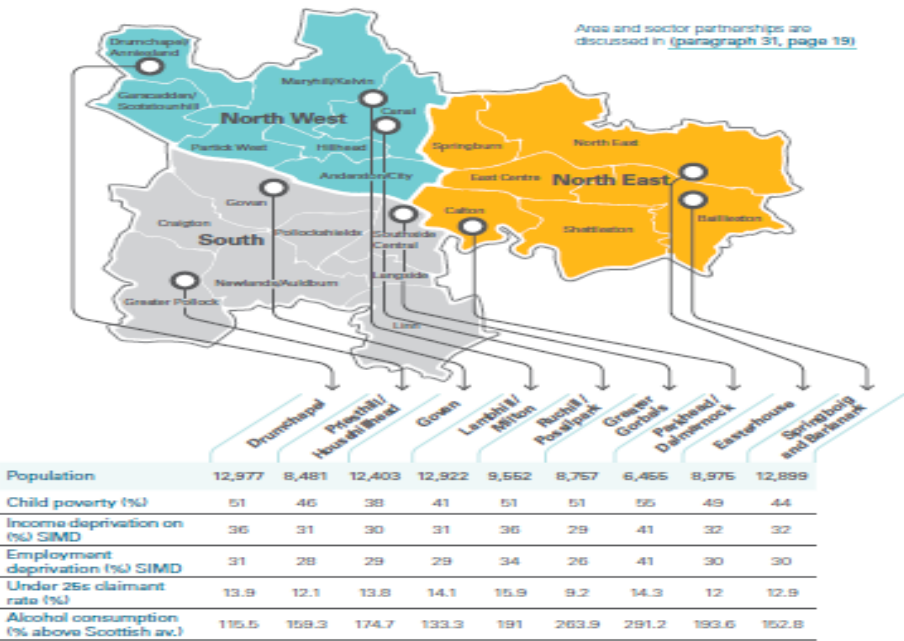 Area and sector partnerships are
discussed in (paragraph 31, page 19)
Drumchapel/
Anniesland
Maryhill/Kelvin
Garscadden/
Scotstounhill
Canal
North West
Partick West
Hillhead
Springburn
North East
Anderston/City
East Centre
North East
Govan
Calton
Baillieston
Craigton
Pollockshields
Southside
Central
Shettleston
South
Langside
Newlands/Auldburn
Greater Pollock
Linn
Drumchapel
Priesthill/
Househillhead
Govan
Lambhill/
Milton
Ruchill/
Possilpark
Greater
Gorbals
Parkhead/
Dalmarnock
Easterhouse
Springboig
and Barlanark
Population 12,977 8,481 12,403 12,922 9,552 8,757 6,455 8,975 12,899
Child poverty (%) 51 46 38 41 51 51 55 49 44
Income deprivation on
(%) SIMD 36 31 30 31 36 29 41 32 32
Employment
deprivation (%) SIMD 31 28 29 29 34 26 41 30 30
Under 25s claimant
rate (%) 13.9 12.1 13.8 14.1 15.9 9.2 14.3 12 12.9
Alcohol consumption
(% above Scottish av.) 115.5 159.3 174.7 133.3 191 263.9 291.2 193.6 152.8